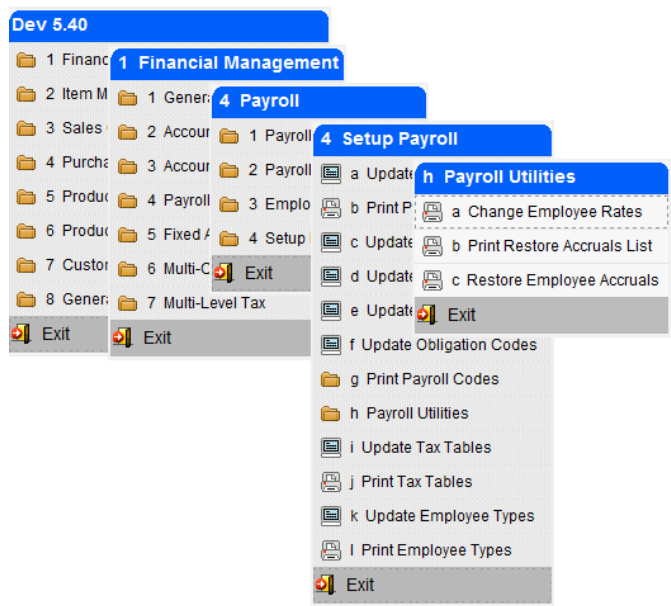 Dev 5.40
1 Financ
2 Item M
3 Sales
4 Purcha
5 Produc
6 Produc
7 Custor
8 Genera
Exit
1 Financial Management
1 Genera
2 Accour
3 Accour
4 Payroll
5 Fixed A
6 Multi-C
7 Multi-Level Tax
Exit
4 Payroll
1 Payroll
2 Payroll
3 Emplo
4 Setup
Exit
4 Setup Payroll
a Update
b Print P
c Update
d Update
e Update
f Update Obligation Codes
g Print Payroll Codes
h Payroll Utilities
i Update Tax Tables
j Print Tax Tables
k Update Employee Types
l Print Employee Types
Exit
h Payroll Utilities
a Change Employee Rates
b Print Restore Accruals List
c Restore Employee Accruals
Exit